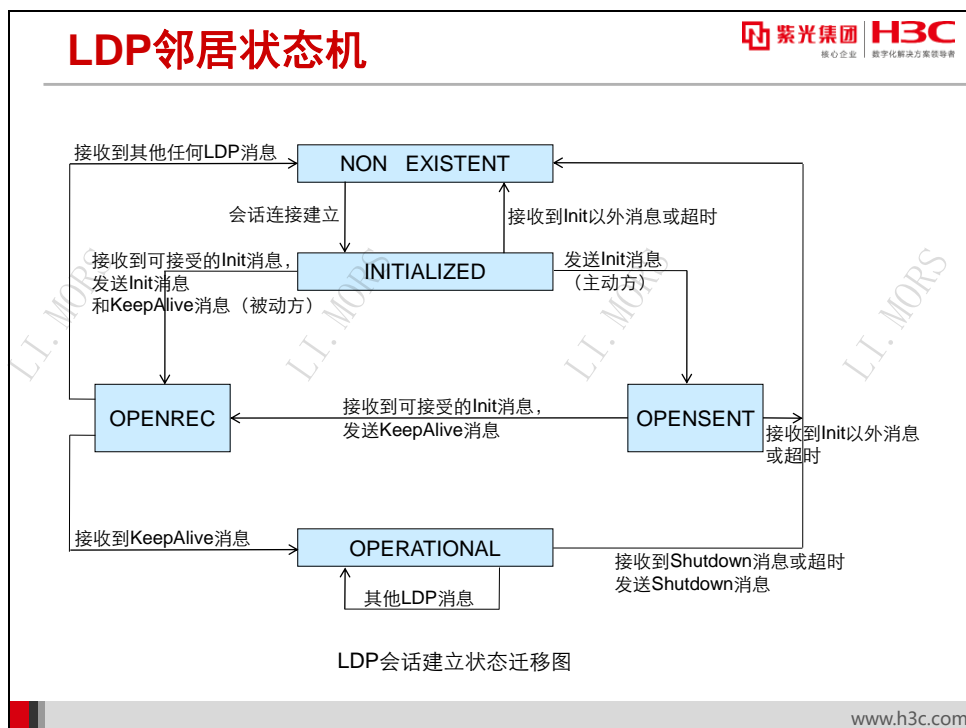 LDP邻居状态机
紫光集团 H3C
核心企业 数字化解决方案领导者
接收到其他任何LDP消息
NON EXISTENT
会话连接建立
接收到Init以外消息或超时
接收到可接受的Init消息，
发送Init消息
和KeepAlive消息（被动方）
INITIALIZED
发送Init消息
（主动方）
LI. MORS
LI. MORS
LI. MORS
LI. MORS
OPENREC
接收到可接受的Init消息，
发送KeepAlive消息
OPENSENT
接收到Init以外消息
或超时
接收到KeepAlive消息
OPERATIONAL
接收到Shutdown消息或超时
发送Shutdown消息
其他LDP消息
LDP会话建立状态迁移图
www.h3c.com